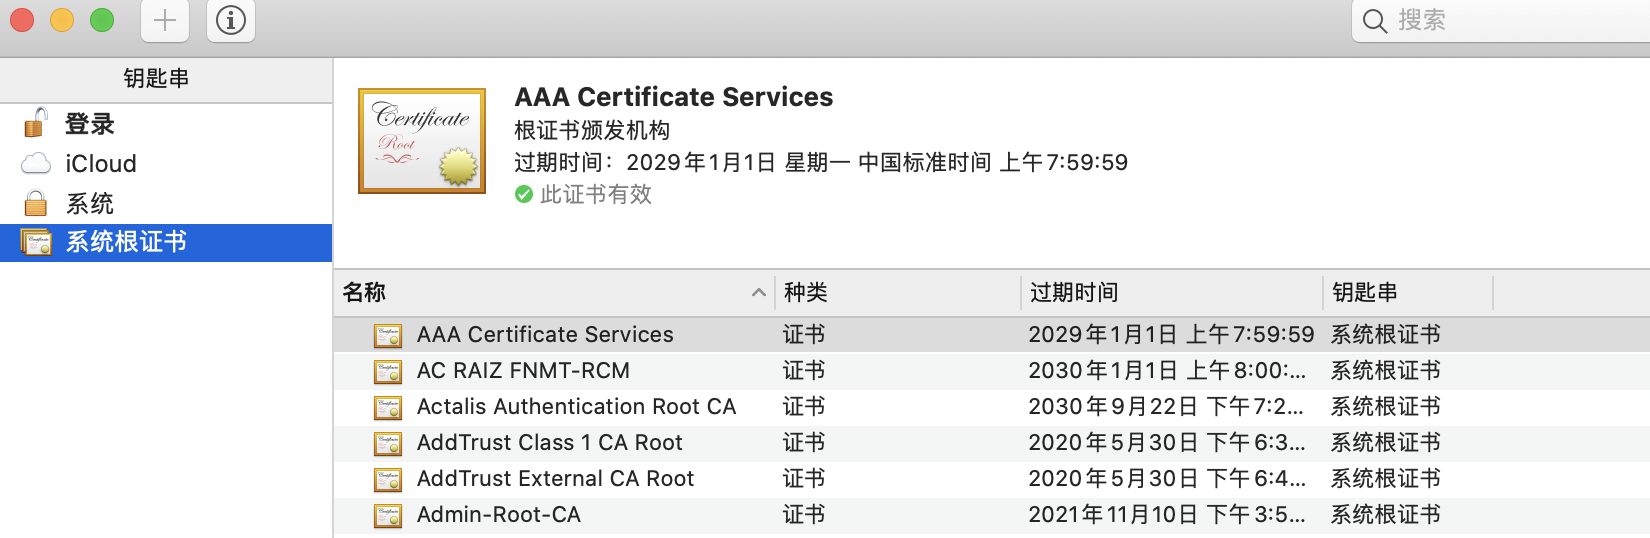 搜索
钥匙串
登录
iCloud
系统
系统根证书
Certificate
Root
AAA Certificate Services
根证书颁发机构
过期时间：2029年1月1日 星期一 中国标准时间 上午7:59:59
此证书有效
名称 种类 过期时间 钥匙串
AAA Certificate Services 证书 2029年1月1日 上午7:59:59 系统根证书
AC RAIZ FNMT-RCM 证书 2030年1月1日 上午8:00:... 系统根证书
Actalis Authentication Root CA 证书 2030年9月22日 下午7:2... 系统根证书
AddTrust Class 1 CA Root 证书 2020年5月30日 下午6:3... 系统根证书
AddTrust External CA Root 证书 2020年5月30日 下午6:4... 系统根证书
Admin-Root-CA 证书 2021年11月10日 下午3:5... 系统根证书